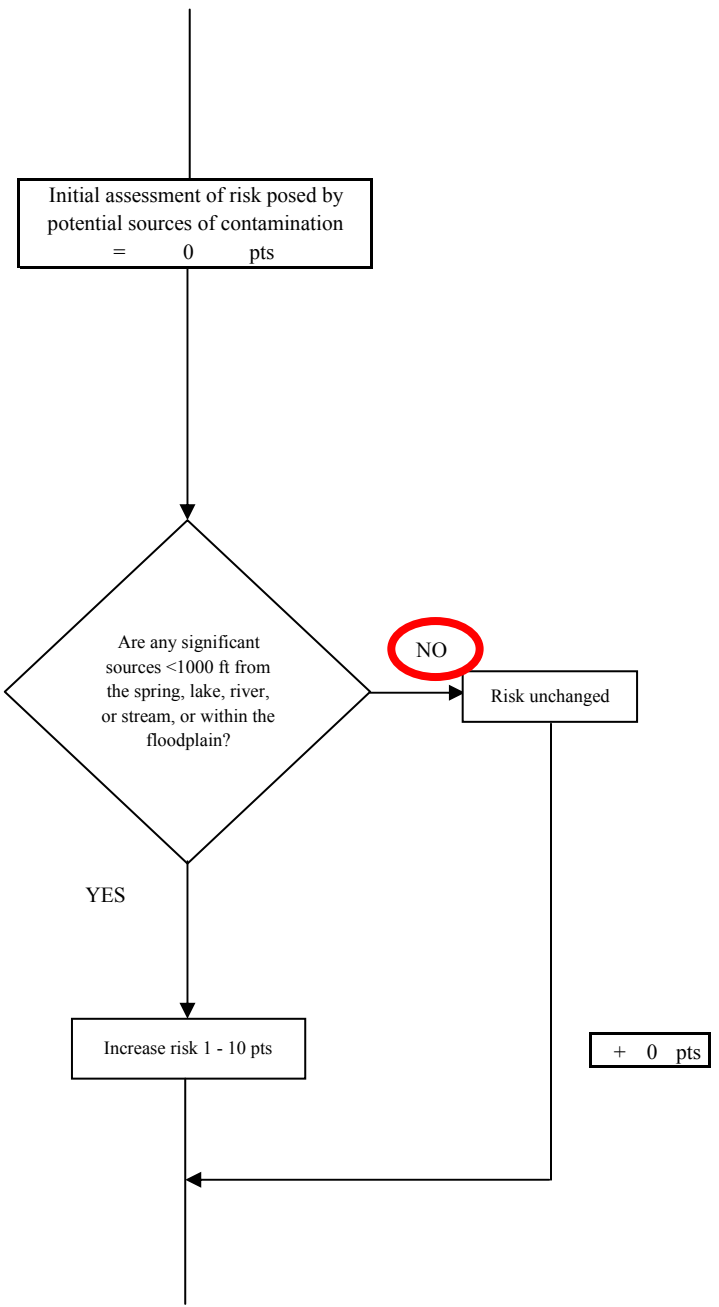 Initial assessment of risk posed by
potential sources of contamination
= 0 pts
Are any significant
sources <1000 ft from
the spring, lake, river,
or stream, or within the
floodplain?
NO
Risk unchanged
YES
Increase risk 1 - 10 pts
+ 0 pts